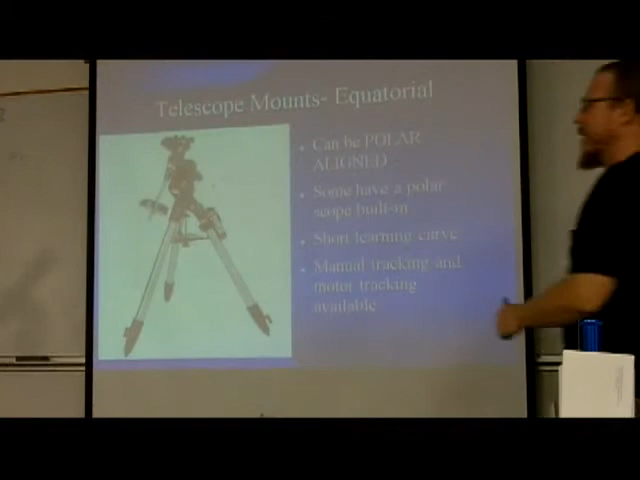 Telescope Mounts- Equatorial
• Can be POLAR
ALIGNED
• Some have a polar
scope built-in
• Short learning curve
• Manual tracking and
motor tracking
available